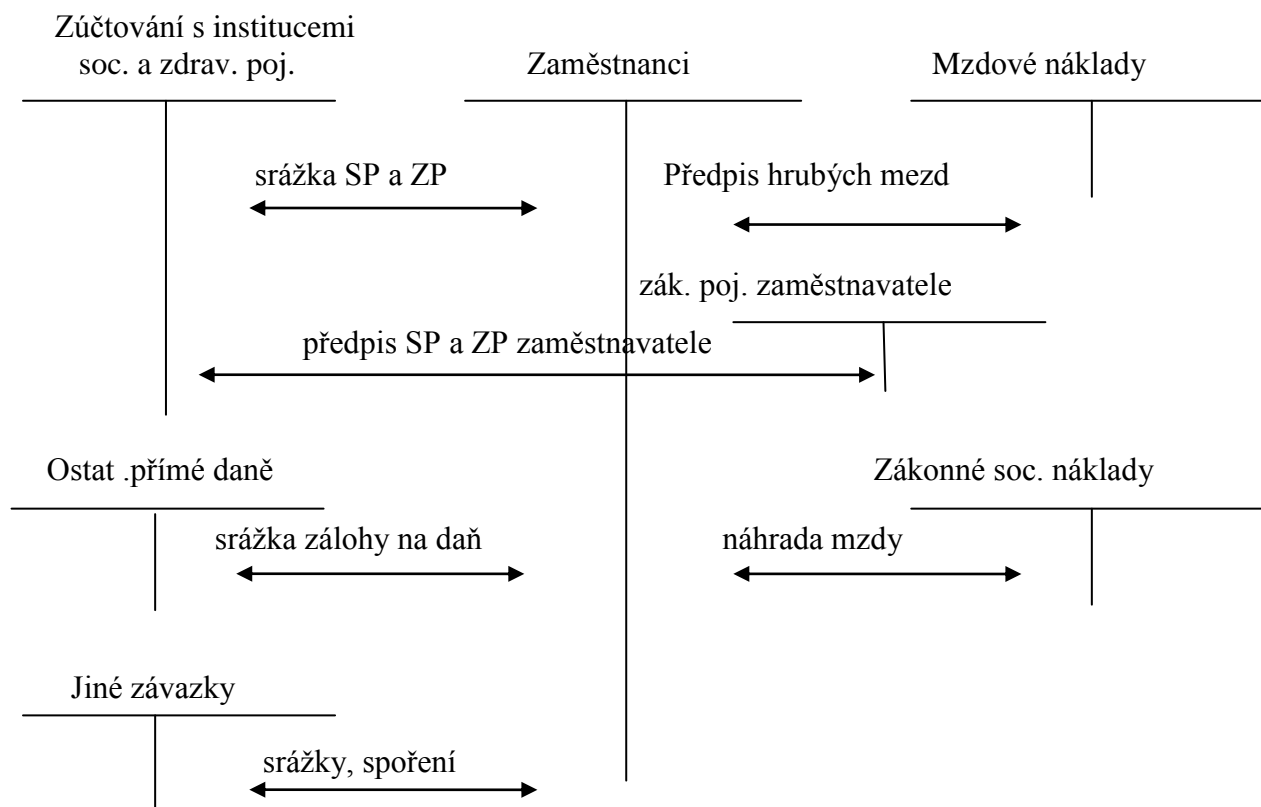 Zúčtování s institucemi
soc. a zdrav. poj.
Zaměstnanci
Mzdové náklady
srážka SP a ZP
Předpis hrubých mezd
zák. poj. zaměstnavatele
předpis SP a ZP zaměstnavatele
Ostat .přímé daně
Zákonné soc. náklady
srážka zálohy na daň
náhrada mzdy
Jiné závazky
srážky, spoření